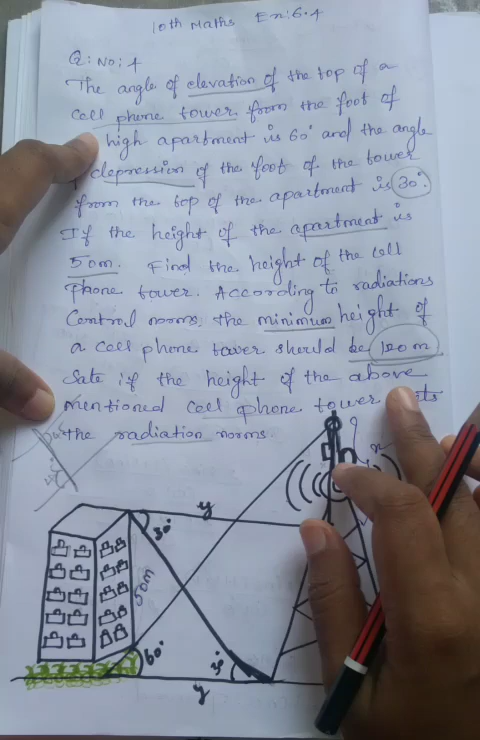 10th Maths Ex: 6.4
Q: No: 4
The angle of elevation of the top of a
cell phone tower from the foot of
high apartment is 60° and the angle
depression of the foot of the tower
from the top of the apartment is 30°.
If the height of the apartment is
50m. Find the height of the cell
phone tower. According to radiations
Control norms, the minimum height of
a cell phone tower should be 120m
Sate if the height of the above
mentioned cell phone tower
the radiation norms.
x
y
30°
50m
60°
y